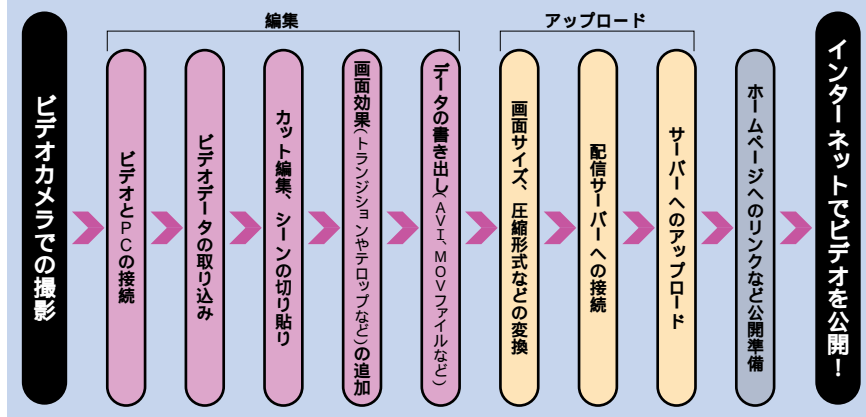 編集
アップロード
ビデオカメラでの撮影
ビデオとPCの接続
ビデオデータの取り込み
カット編集、シーンの切り貼り
画面効果(トランジションやテロップなど)の追加
データの書き出し(AVI、MOVファイルなど)
画面サイズ、圧縮形式などの変換
配信サーバーへの接続
サーバーへのアップロード
ホームページへのリンクなど公開準備
インターネットでビデオを公開!